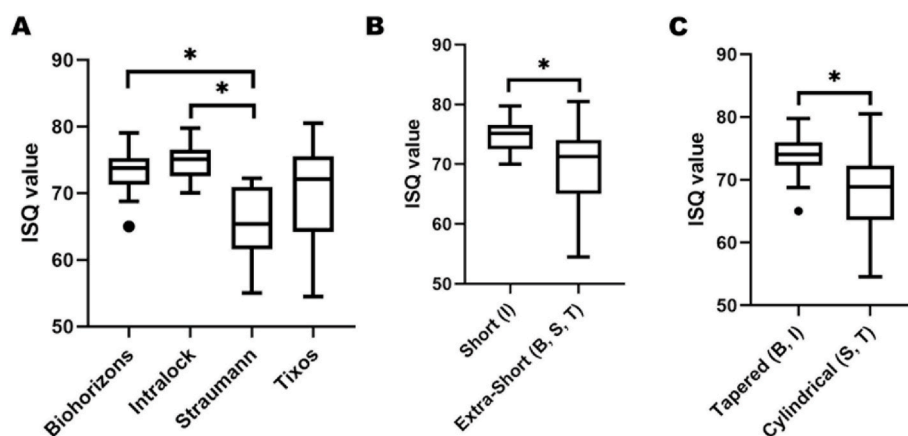 A
ISQ value
90
80
70
60
50
*
*
Biohorizons
Intralock
Straumann
Tixos
B
ISQ value
90
80
70
60
50
*
Short (I)
Extra-Short (B, S, T)
C
ISQ value
90
80
70
60
50
*
Tapered (B, I)
Cylindrical (S, T)